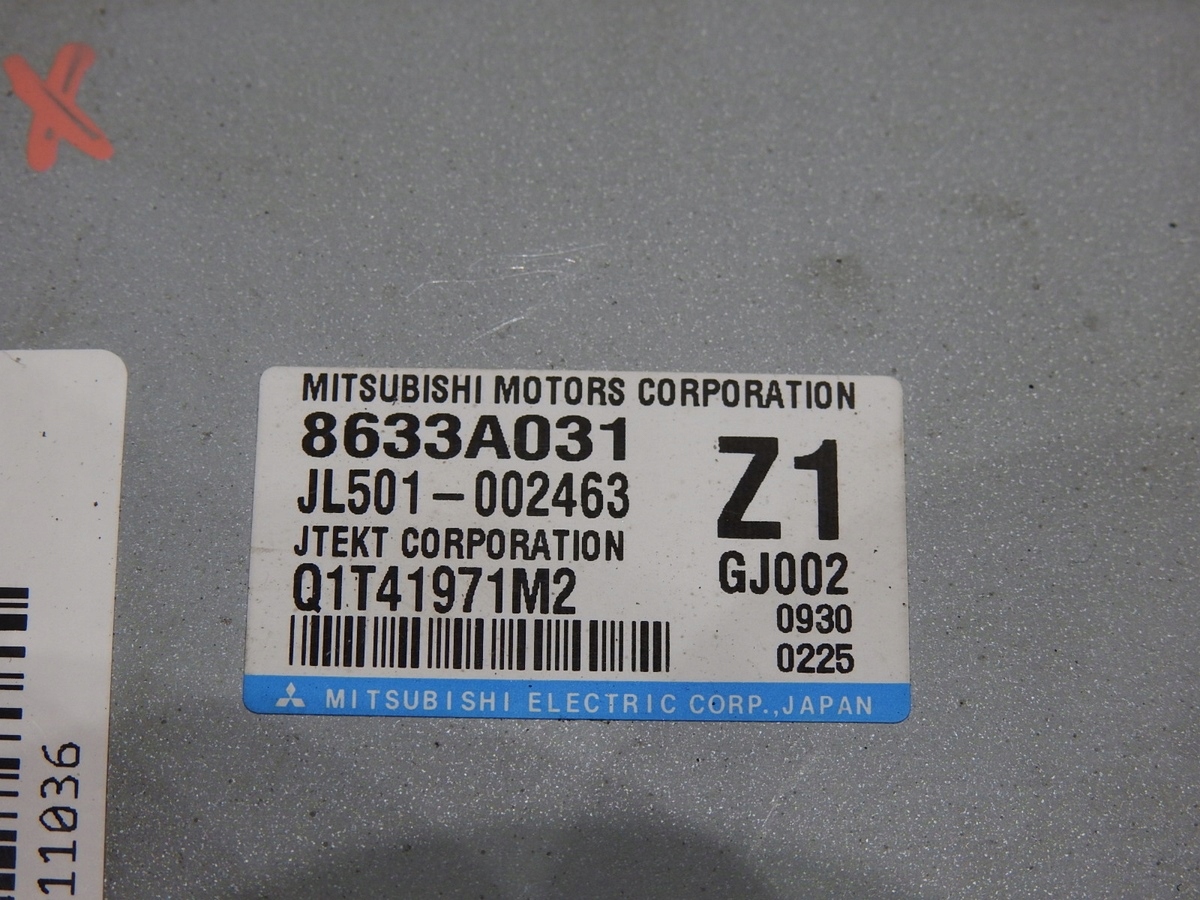 MITSUBISHI MOTORS CORPORATION
8633A031
JL501-002463
JTEKT CORPORATION
Q1T41971M2
Z1
GJ002
0930
0225
MITSUBISHI ELECTRIC CORP.,JAPAN
11036